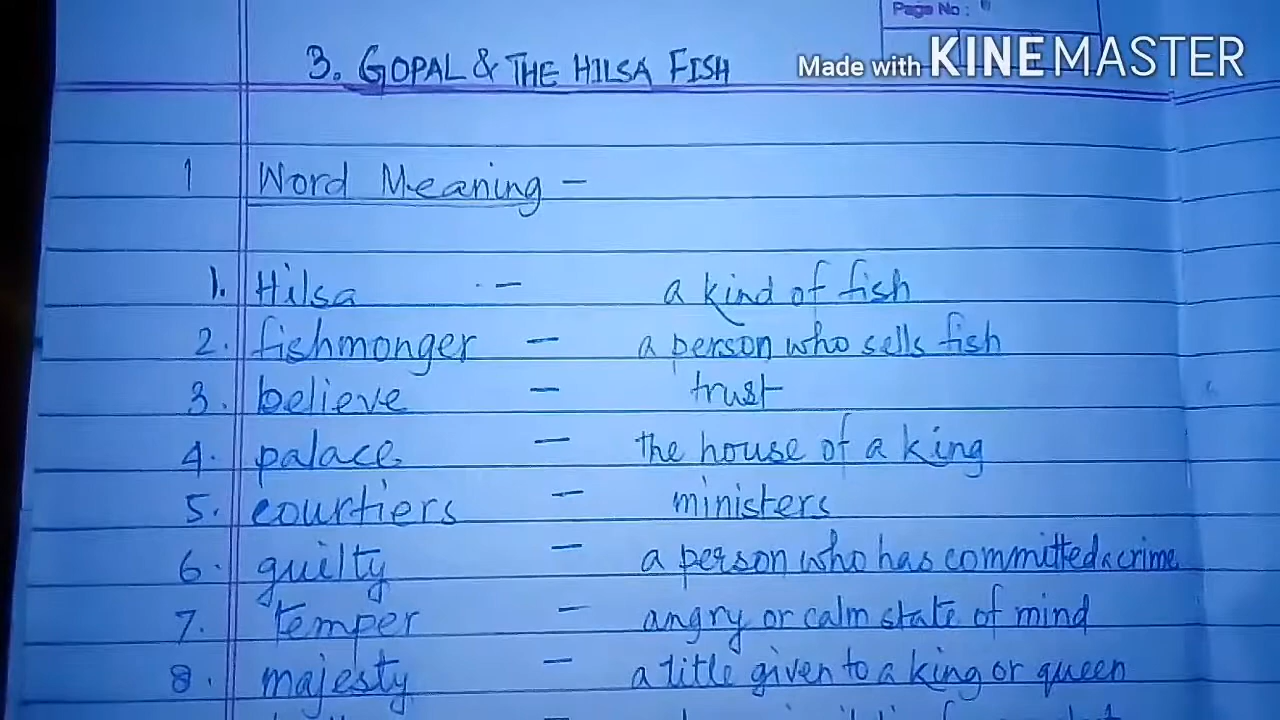 Page No :
3. GOPAL & THE HILSA FISH
Made with KINEMASTER
1 Word Meaning –
1. Hilsa – a kind of fish
2. fishmonger – a person who sells fish
3. believe – trust
4. palace – the house of a king
5. courtiers – ministers
6. guilty – a person who has committed a crime
7. temper – angry or calm state of mind
8. majesty – a title given to a king or queen